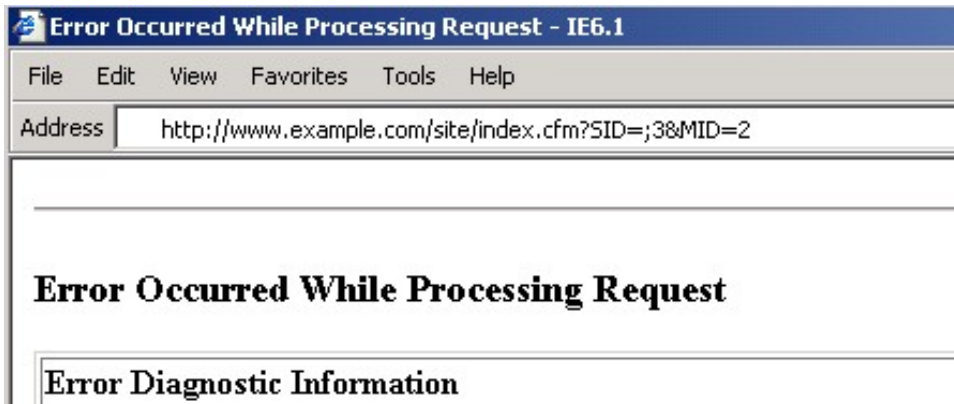 Error Occurred While Processing Request - IE6.1
File Edit View Favorites Tools Help
Address http://www.example.com/site/index.cfm?SID=;3&MID=2
Error Occurred While Processing Request
Error Diagnostic Information